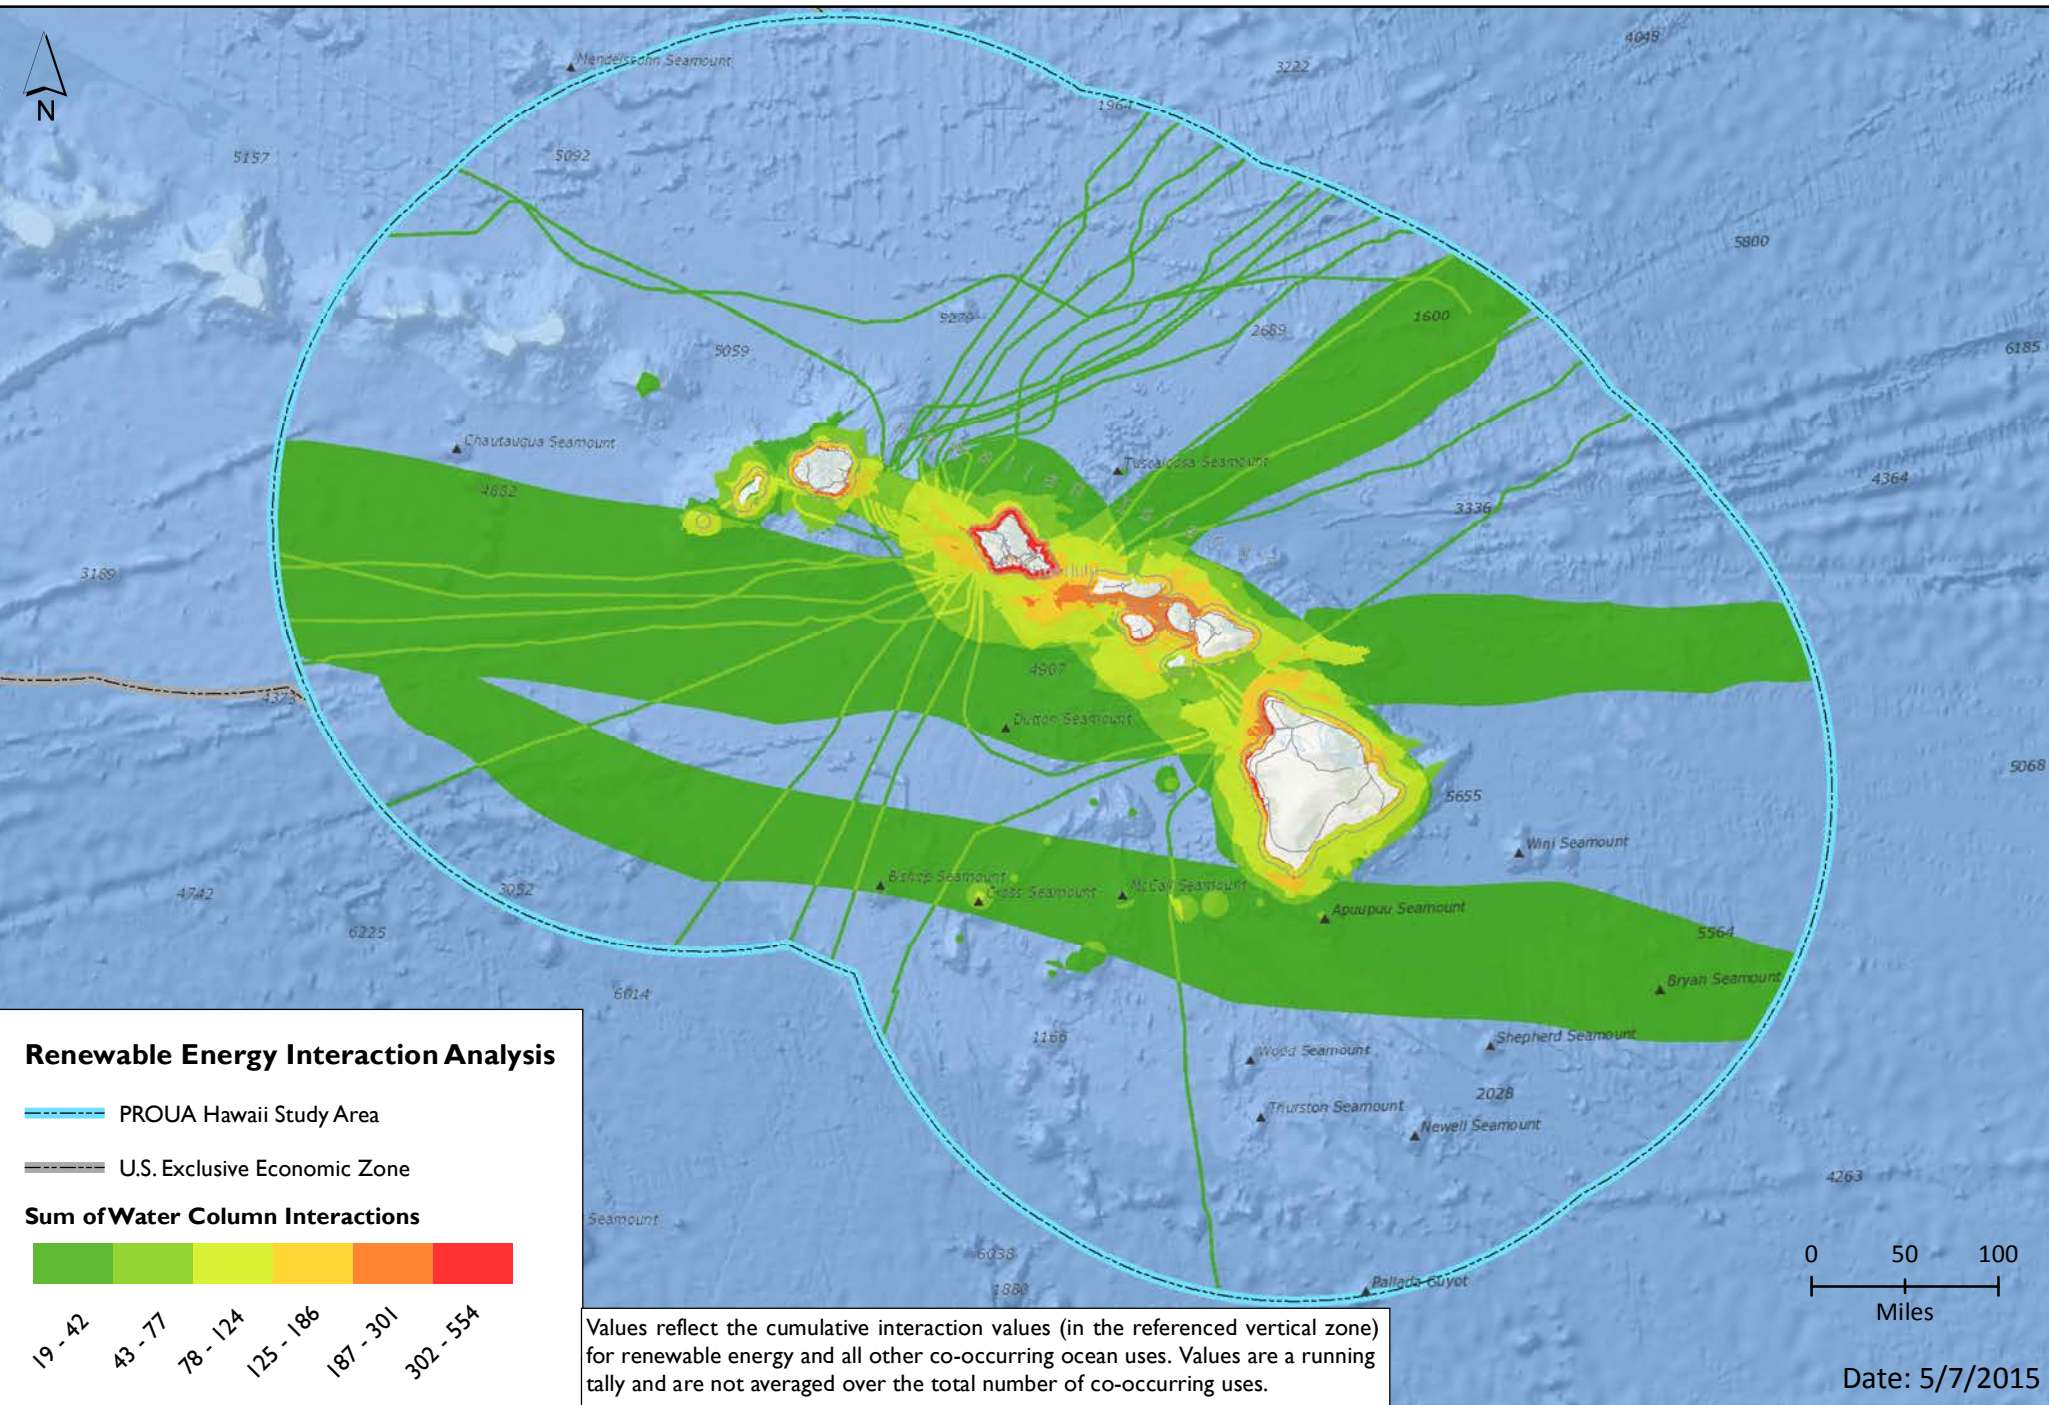 N
Mendelssohn Seamount
4048
3222
1964
5157
5092
5800
5279
1600
2689
6185
5059
Chautauqua Seamount
Tuscaloosa Seamount
4882
4364
3336
3189
4907
4373
Dutton Seamount
5068
5655
Wini Seamount
Bishop Seamount
3052
4742
Cross Seamount
McCall Seamount
Apuupuu Seamount
6225
5564
Bryan Seamount
6014
1166
Shepherd Seamount
Wood Seamount
2028
Thurston Seamount
Newell Seamount
4263
Seamount
6038
1880
Pallada Guyot
Renewable Energy Interaction Analysis
PROUA Hawaii Study Area
U.S. Exclusive Economic Zone
Sum of Water Column Interactions
19 - 42
43 - 77
78 - 124
125 - 186
187 - 301
302 - 554
Values reflect the cumulative interaction values (in the referenced vertical zone)
for renewable energy and all other co-occurring ocean uses. Values are a running
tally and are not averaged over the total number of co-occurring uses.
0 50 100
Miles
Date: 5/7/2015